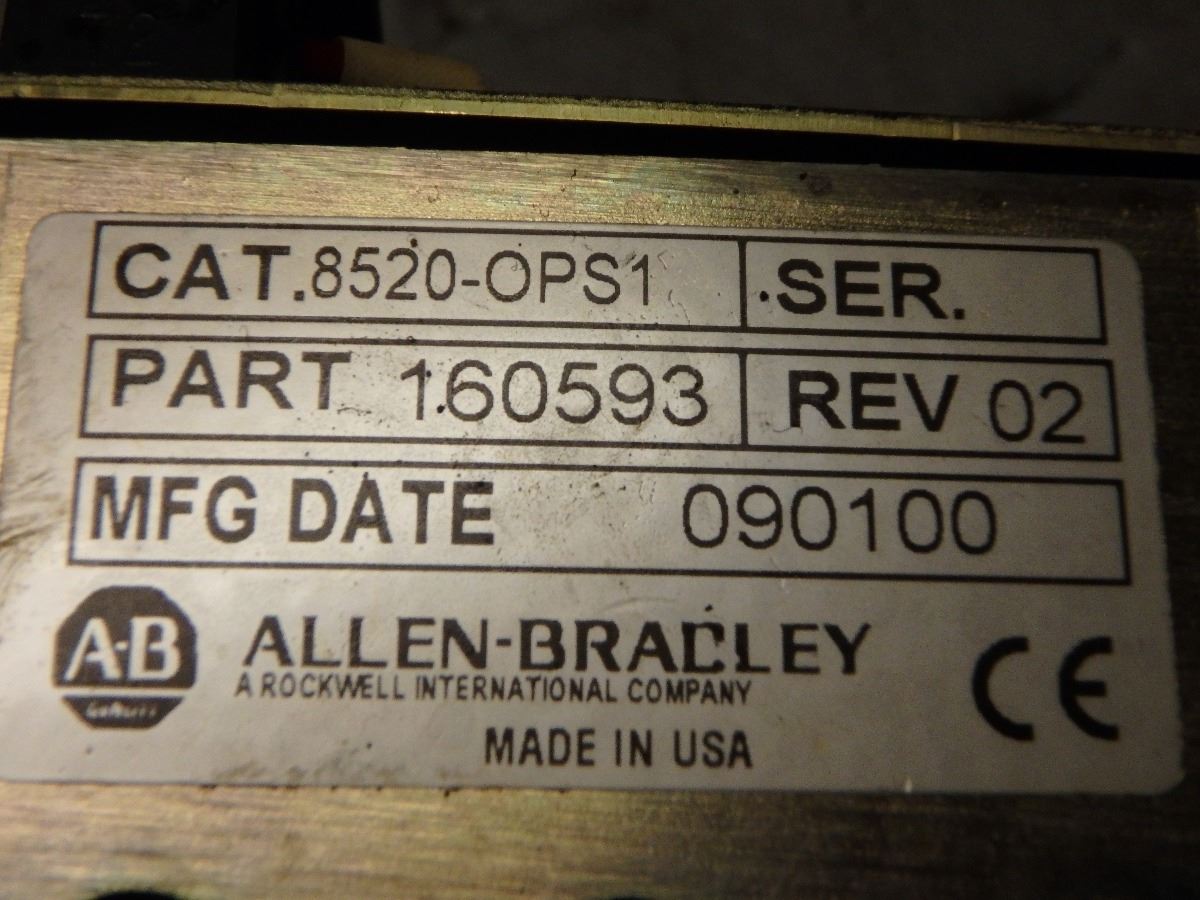 CAT. 8520-OPS1 SER.
PART 160593 REV 02
MFG DATE 090100
A-B
ALLEN-BRADLEY
A ROCKWELL INTERNATIONAL COMPANY
MADE IN USA
CE